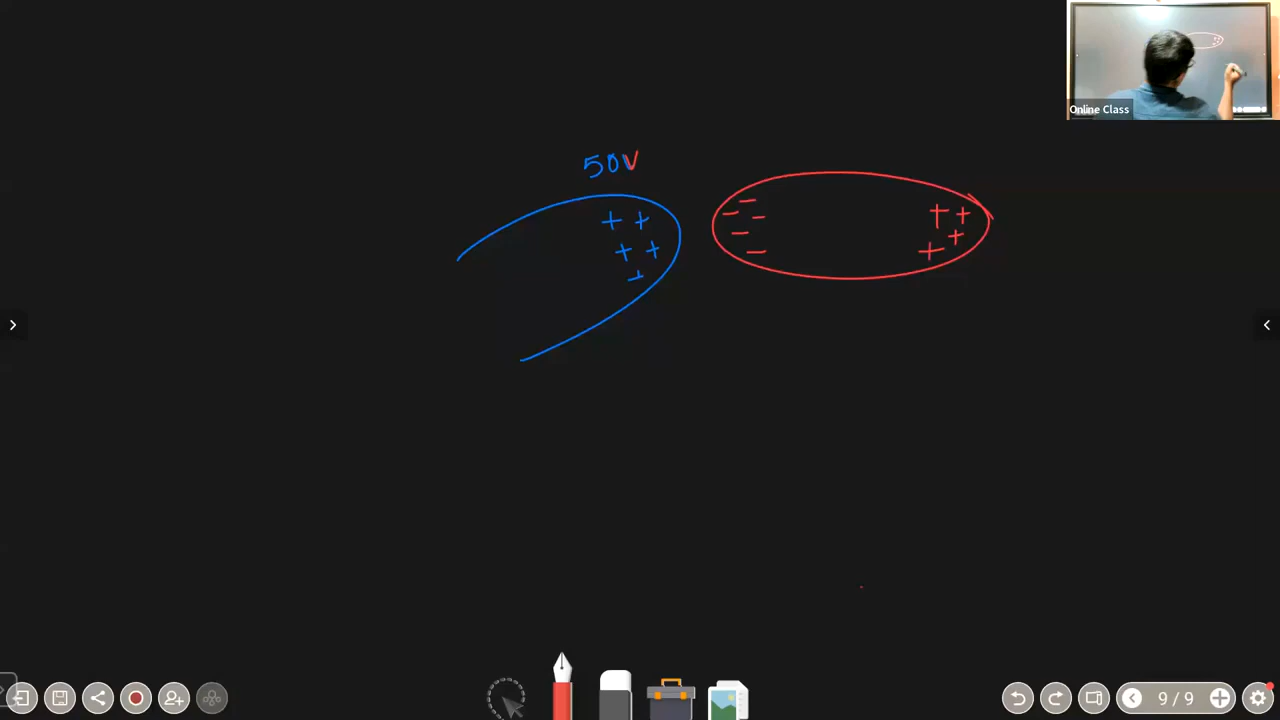 Online Class
50V
+ + − − + +
− −
+ + − + +
+ −
9/9